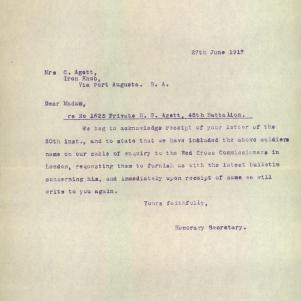 27th June 1917
Mrs C. Agett,
Iron Knob,
Via Port Augusta. S. A.
Dear Madam,
re No 1823 Private H. S. Agett, 48th Battalion.
We beg to acknowledge receipt of your letter of the
20th inst., and to state that we have included the above soldiers
name on our cable of enquiry to the Red Cross Commissioners in
London, requesting them to furnish us with the latest bulletin
concerning him, and immediately upon receipt of same we will
write to you again.
Yours faithfully,
Honorary Secretary.